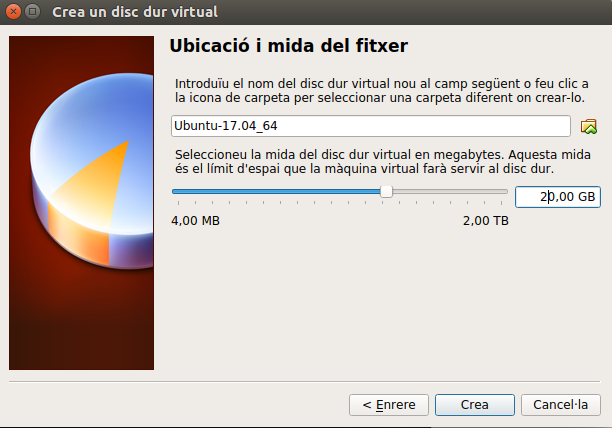 Crea un disc dur virtual
Ubicació i mida del fitxer
Introduïu el nom del disc dur virtual nou al camp següent o feu clic a
la icona de carpeta per seleccionar una carpeta diferent on crear-lo.
Ubuntu-17.04_64
Seleccioneu la mida del disc dur virtual en megabytes. Aquesta mida
és el límit d'espai que la màquina virtual farà servir al disc dur.
20,00 GB
4,00 MB 2,00 TB
< Enrere Crea Cancel·la